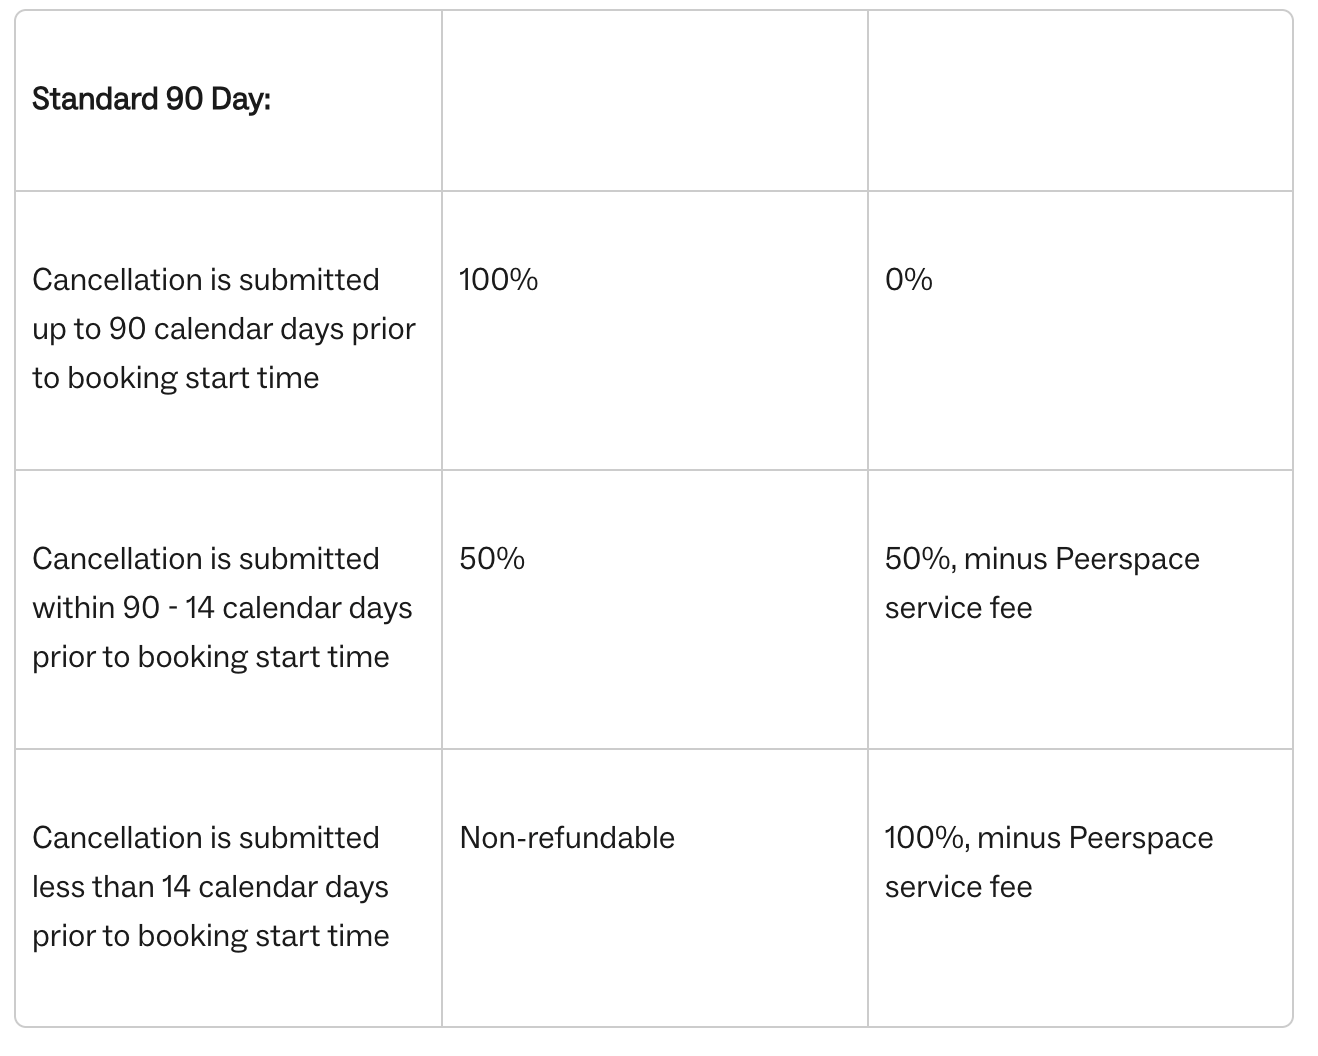 Standard 90 Day:
Cancellation is submitted
up to 90 calendar days prior
to booking start time
100%
0%
Cancellation is submitted
within 90 - 14 calendar days
prior to booking start time
50%
50%, minus Peerspace
service fee
Cancellation is submitted
less than 14 calendar days
prior to booking start time
Non-refundable
100%, minus Peerspace
service fee